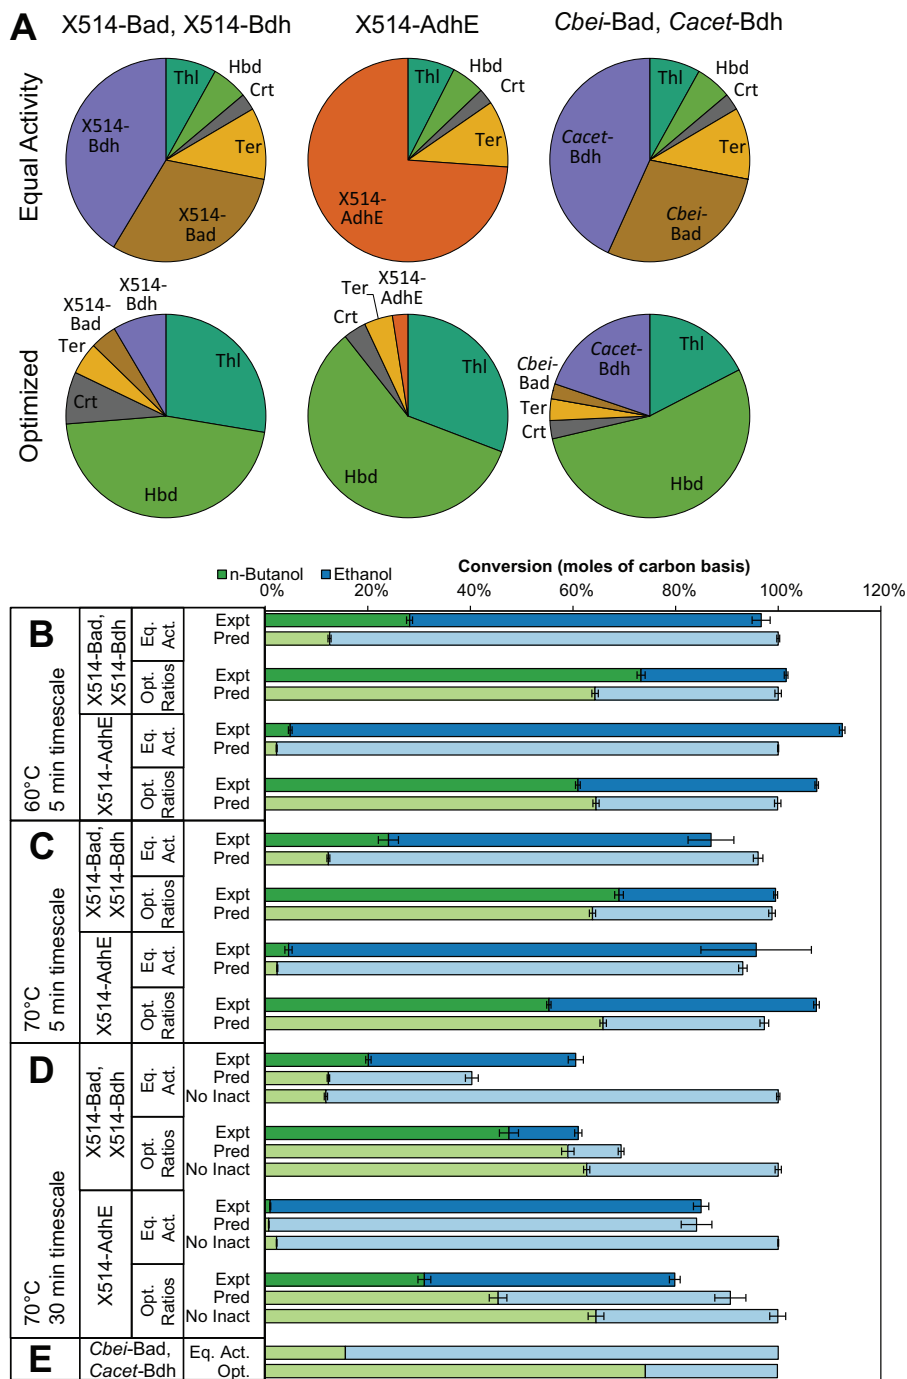 A
X514-Bad, X514-Bdh
X514-AdhE
Cbei-Bad, Cacet-Bdh
Equal Activity
Thl
Hbd
Crt
Ter
X514-
Bad
X514-
Bdh
Thl
Hbd
Crt
Ter
X514-
AdhE
Thl
Hbd
Crt
Ter
Cbei-
Bad
Cacet-
Bdh
Optimized
Thl
Hbd
Crt
Ter
X514-
Bad
X514-
Bdh
Thl
Hbd
Crt
Ter
X514-
AdhE
Thl
Hbd
Crt
Ter
Cbei-
Bad
Cacet-
Bdh
n-Butanol Ethanol
Conversion (moles of carbon basis)
0% 20% 40% 60% 80% 100% 120%
B
60°C
5 min timescale
X514-Bad,
X514-Bdh
Eq.
Act.
Expt
Pred
Opt.
Ratios
Expt
Pred
X514-AdhE
Eq.
Act.
Expt
Pred
Opt.
Ratios
Expt
Pred
C
70°C
5 min timescale
X514-Bad,
X514-Bdh
Eq.
Act.
Expt
Pred
Opt.
Ratios
Expt
Pred
X514-AdhE
Eq.
Act.
Expt
Pred
Opt.
Ratios
Expt
Pred
D
70°C
30 min timescale
X514-Bad,
X514-Bdh
Eq.
Act.
Expt
Pred
No Inact
Opt.
Ratios
Expt
Pred
No Inact
X514-AdhE
Eq.
Act.
Expt
Pred
No Inact
Opt.
Ratios
Expt
Pred
No Inact
E
Cbei-Bad,
Cacet-Bdh
Eq. Act.
Opt.